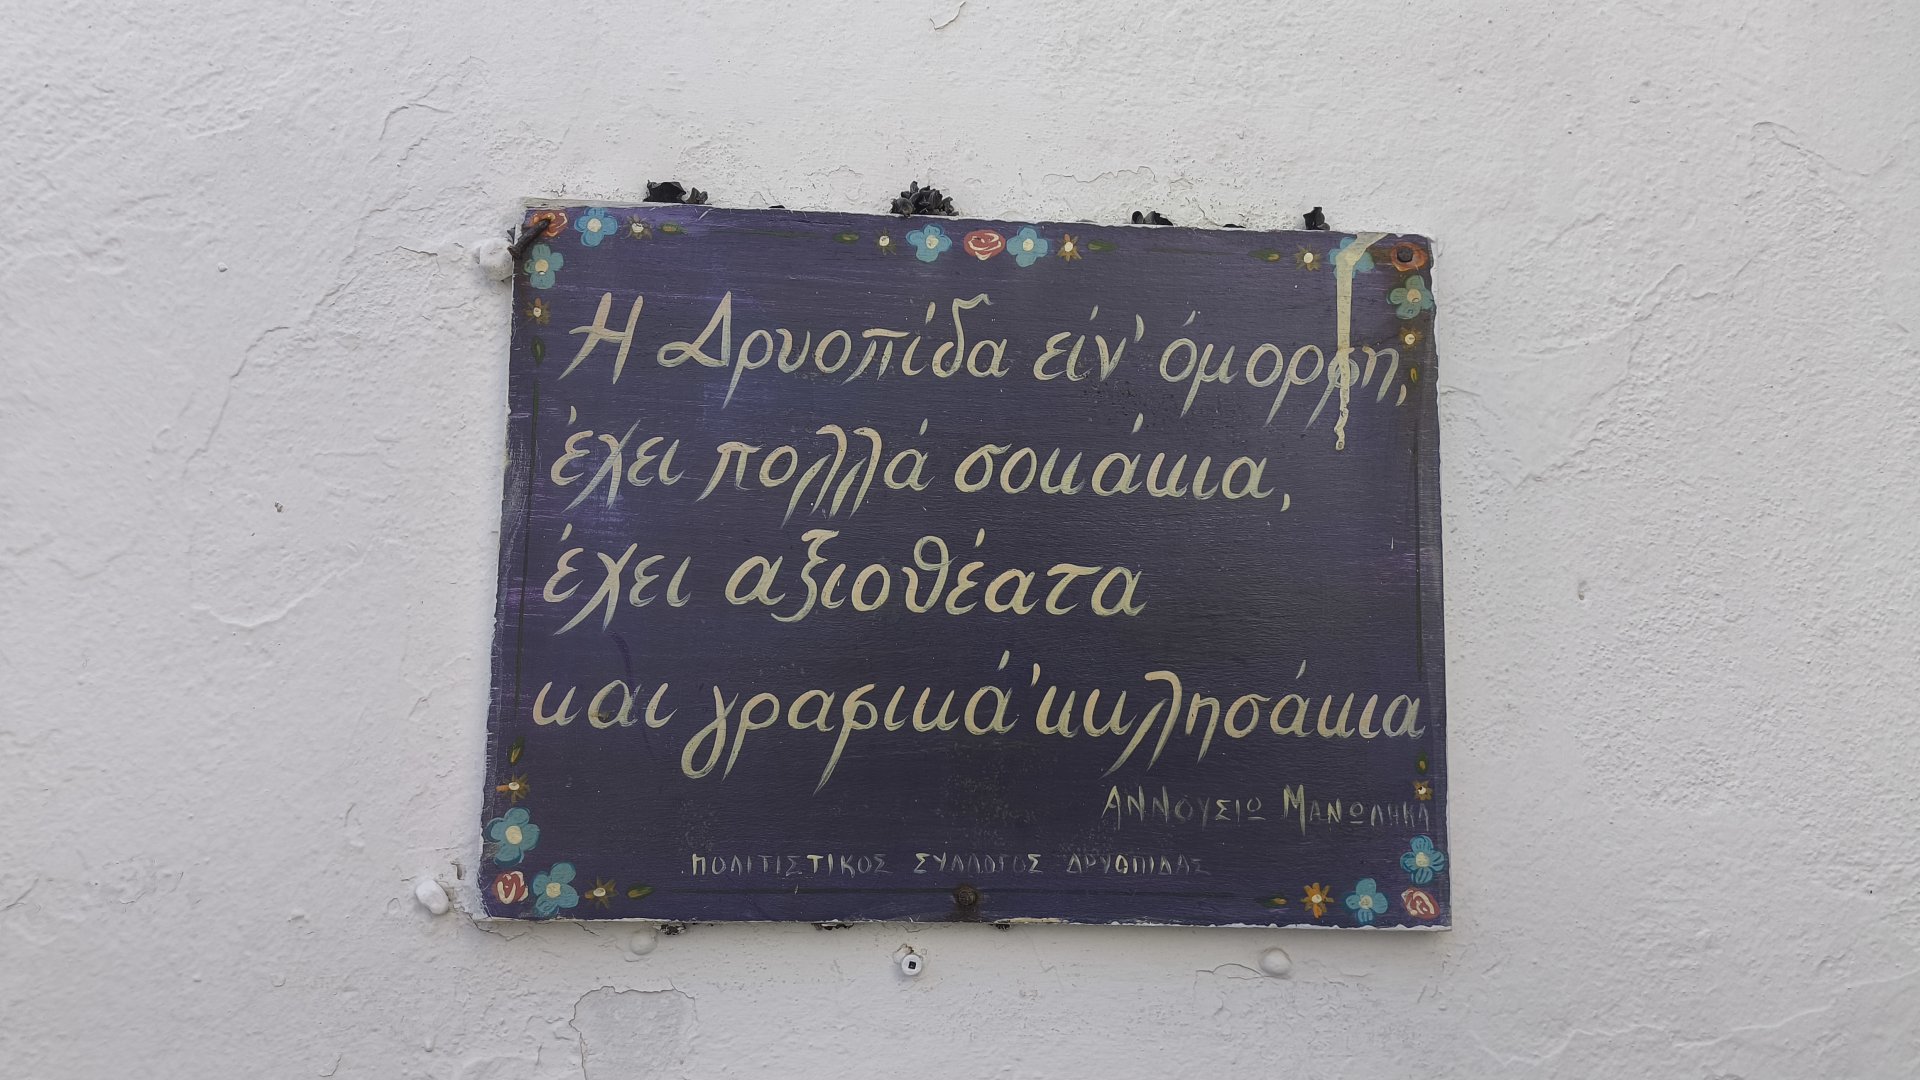 Η Δρυοπίδα είν' όμορφη,
έχει πολλά σοκάκια,
έχει αξιοθέατα
και γραφικά 'κκλησάκια
ΑΝΝΟΥΣΙΩ ΜΑΝΩΛΗΚΑ
ΠΟΛΙΤΙΣΤΙΚΟΣ ΣΥΛΛΟΓΟΣ ΔΡΥΟΠΙΔΑΣ